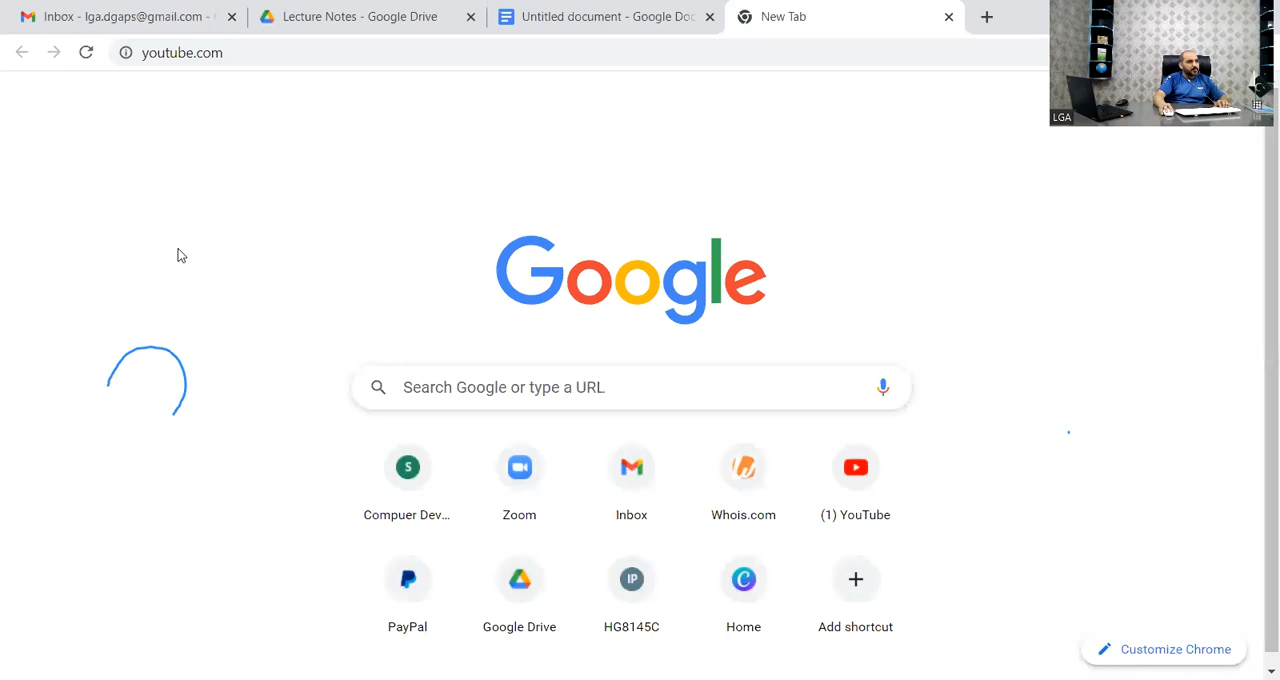 Inbox - lga.dgaps@gmail.com -
Lecture Notes - Google Drive
Untitled document - Google Doc
New Tab
youtube.com
LGA
Google
Search Google or type a URL
S
Compuer Dev...
Zoom
Inbox
Whois.com
(1) YouTube
PayPal
Google Drive
IP
HG8145C
Home
Add shortcut
Customize Chrome